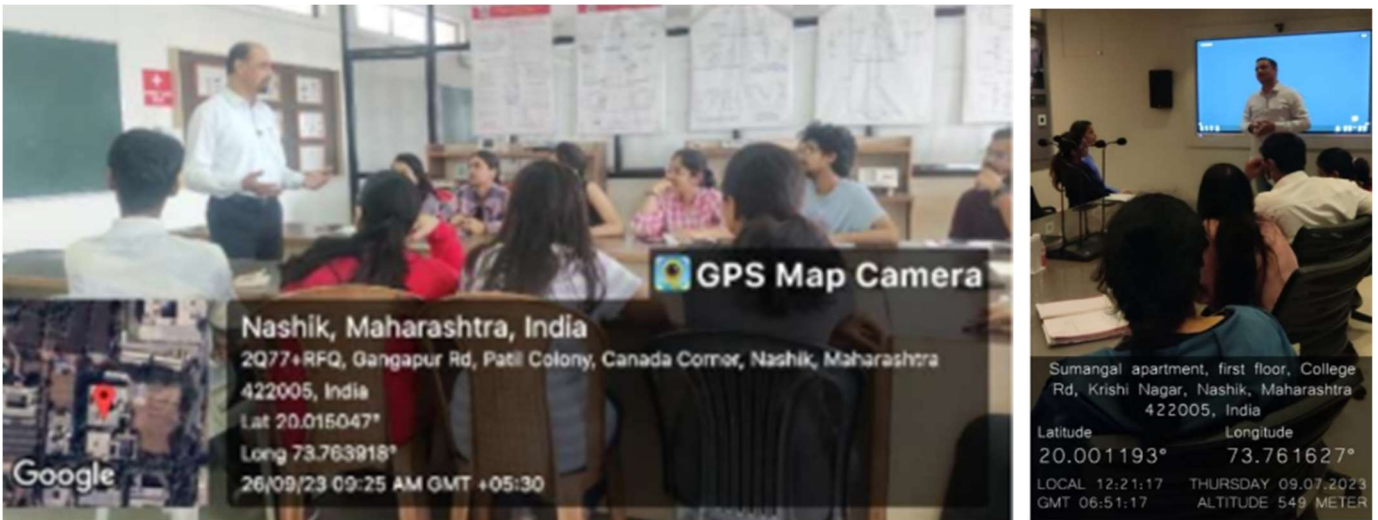 GPS Map Camera
Nashik, Maharashtra, India
2Q77+RFQ, Gangapur Rd, Patil Colony, Canada Corner, Nashik, Maharashtra
422005, India
Lat 20.015047°
Long 73.763918°
26/09/23 09:25 AM GMT +05:30
Google
Sumangal apartment, first floor, College
Rd, Krishi Nagar, Nashik, Maharashtra
422005, India
Latitude Longitude
20.001193° 73.761627°
LOCAL 12:21:17 THURSDAY 09.07.2023
GMT 06:51:17 ALTITUDE 549 METER